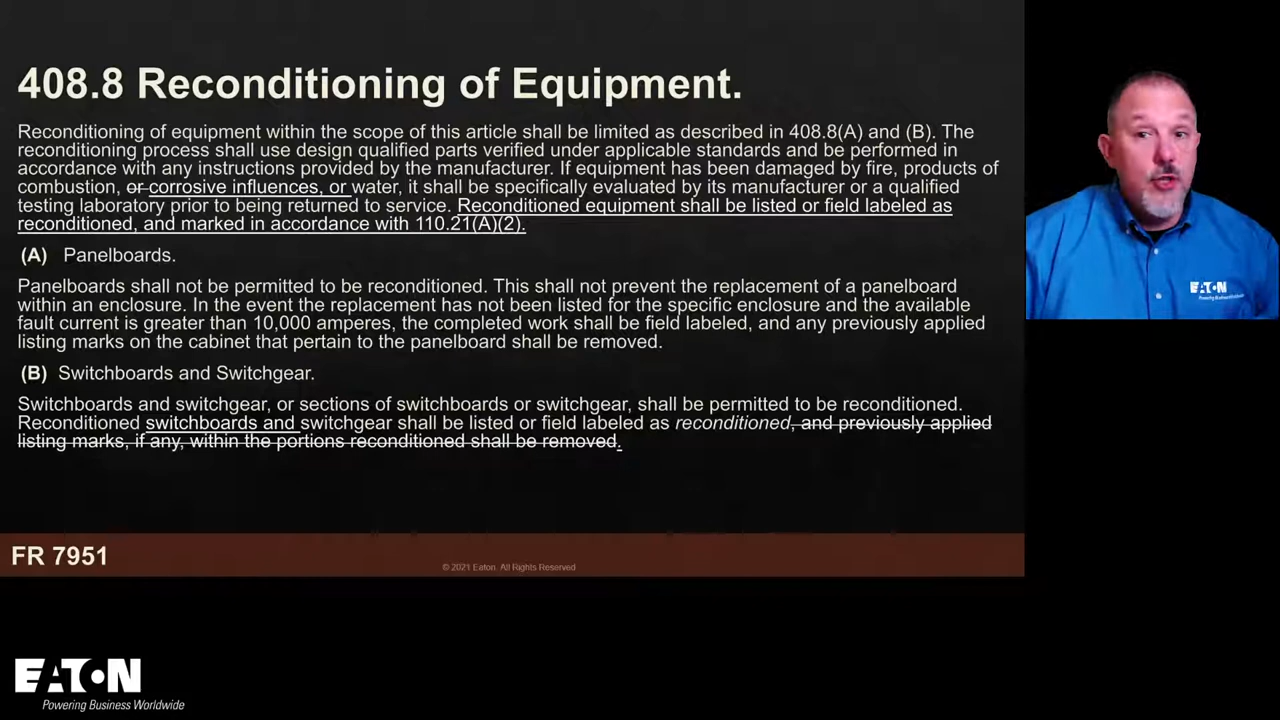 408.8 Reconditioning of Equipment.
Reconditioning of equipment within the scope of this article shall be limited as described in 408.8(A) and (B). The
reconditioning process shall use design qualified parts verified under applicable standards and be performed in
accordance with any instructions provided by the manufacturer. If equipment has been damaged by fire, products of
combustion, or corrosive influences, or water, it shall be specifically evaluated by its manufacturer or a qualified
testing laboratory prior to being returned to service. Reconditioned equipment shall be listed or field labeled as
reconditioned, and marked in accordance with 110.21(A)(2).
(A) Panelboards.
Panelboards shall not be permitted to be reconditioned. This shall not prevent the replacement of a panelboard
within an enclosure. In the event the replacement has not been listed for the specific enclosure and the available
fault current is greater than 10,000 amperes, the completed work shall be field labeled, and any previously applied
listing marks on the cabinet that pertain to the panelboard shall be removed.
(B) Switchboards and Switchgear.
Switchboards and switchgear, or sections of switchboards or switchgear, shall be permitted to be reconditioned.
Reconditioned switchboards and switchgear shall be listed or field labeled as reconditioned, and previously applied
listing marks, if any, within the portions reconditioned shall be removed.
FR 7951
© 2021 Eaton. All Rights Reserved
EATON
Powering Business Worldwide
EATON
Powering Business Worldwide